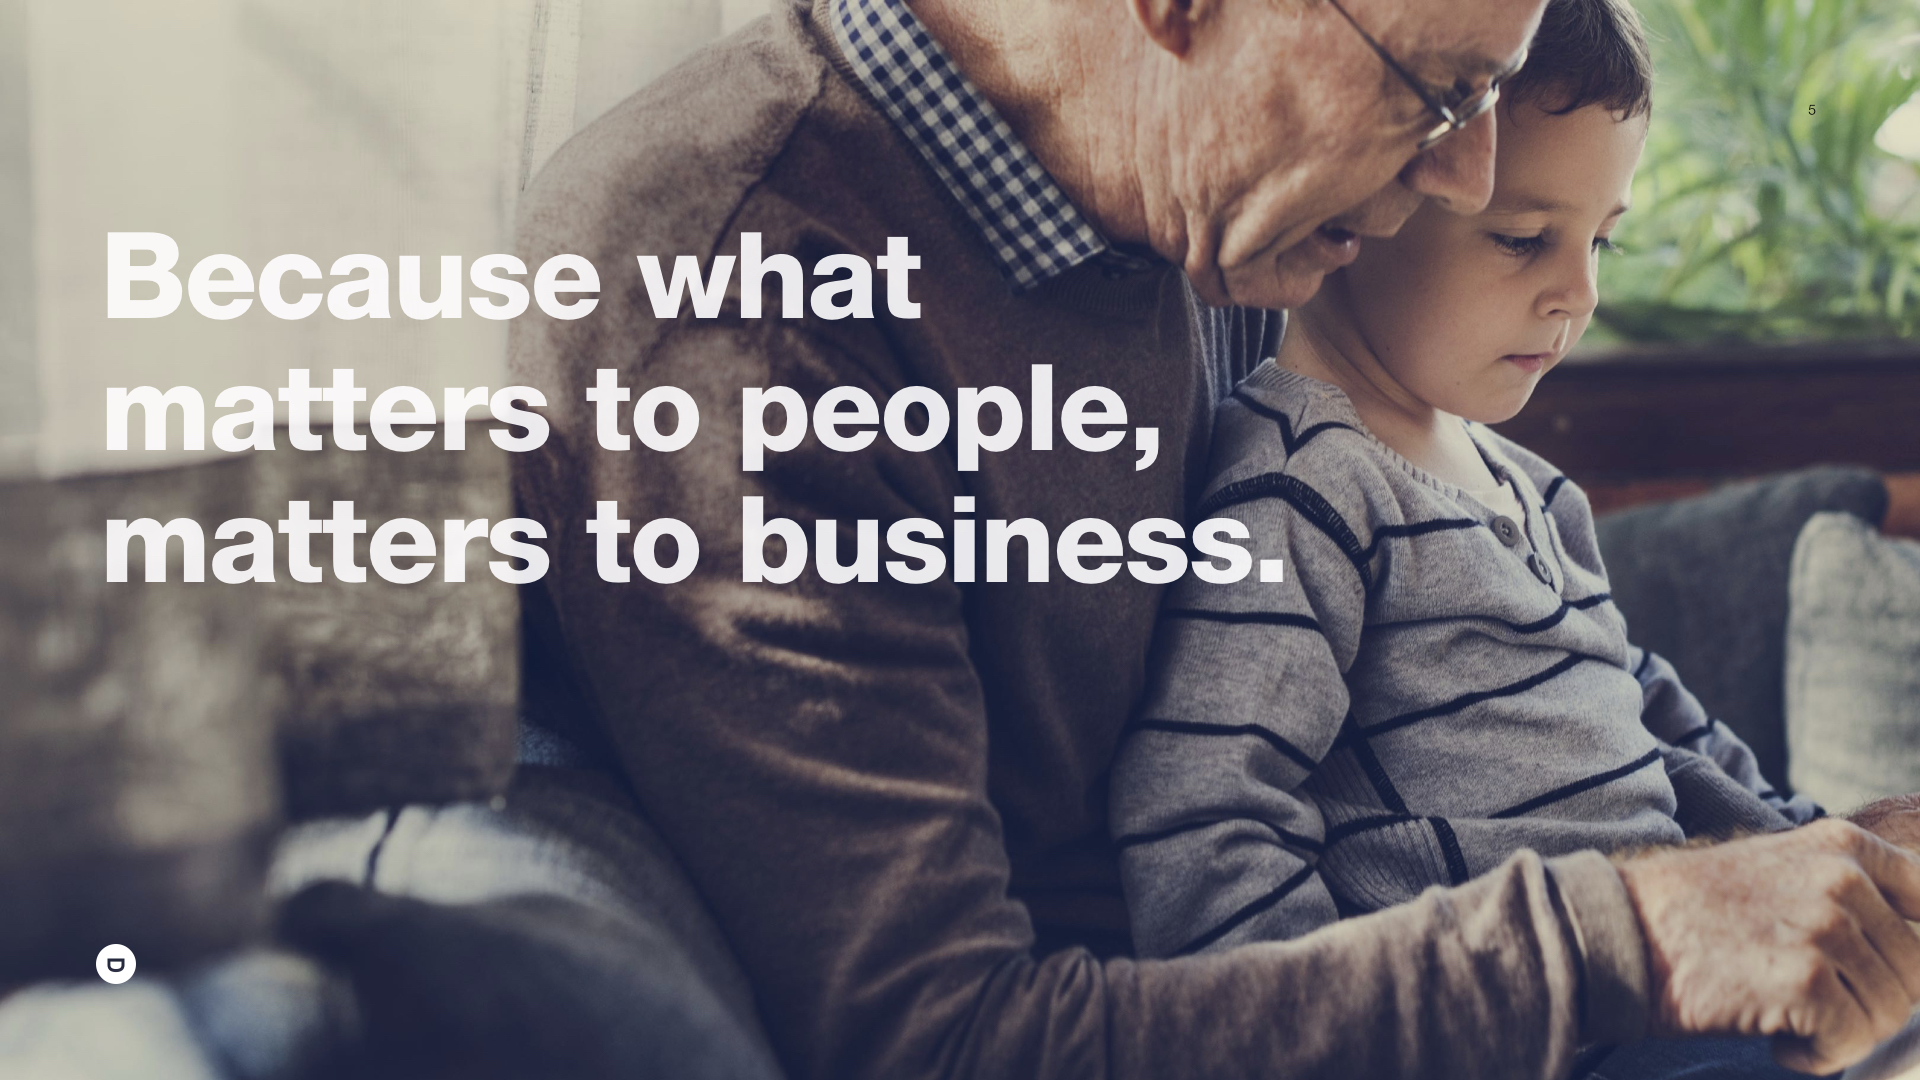 5
Because what
matters to people,
matters to business.
D